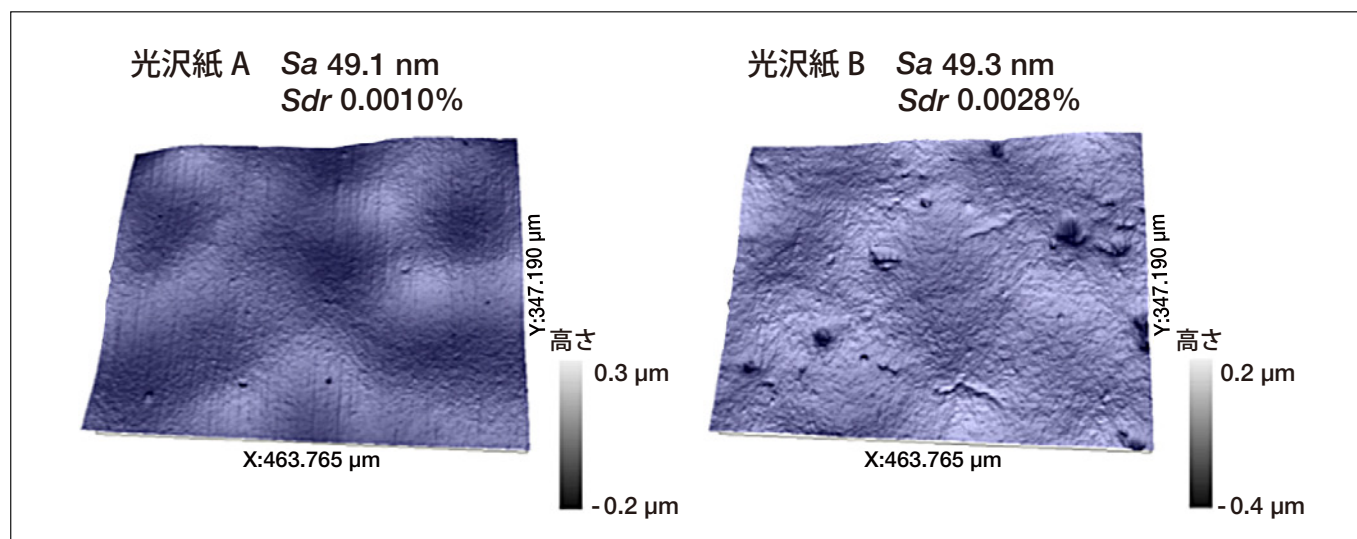 光沢紙 A Sa 49.1 nm
Sdr 0.0010%
Y:347.190 µm
X:463.765 µm
高さ
0.3 µm
-0.2 µm
光沢紙 B Sa 49.3 nm
Sdr 0.0028%
Y:347.190 µm
X:463.765 µm
高さ
0.2 µm
-0.4 µm